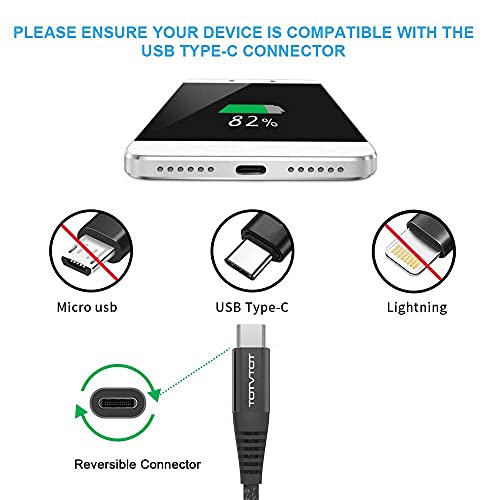 PLEASE ENSURE YOUR DEVICE IS COMPATIBLE WITH THE
USB TYPE-C CONNECTOR
82%
Micro usb
USB Type-C
Lightning
TOTVTOT
Reversible Connector